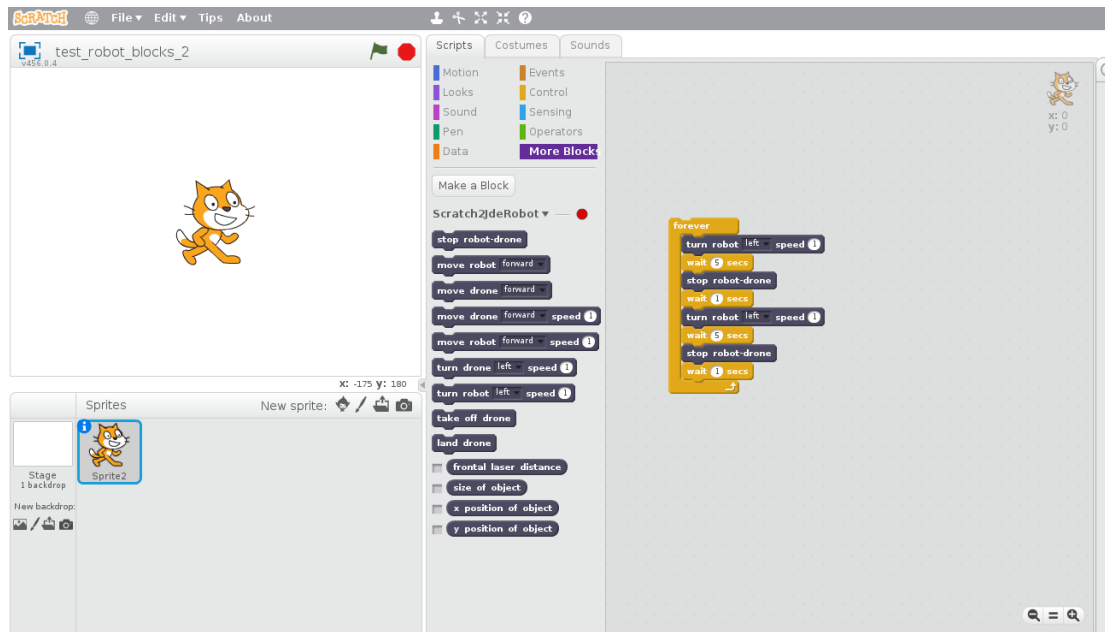 SCRATCH File Edit Tips About
test_robot_blocks_2
v456.0.4
X: -175 Y: 180
Sprites New sprite:
Stage
1 backdrop
New backdrop:
Sprite2
Scripts Costumes Sounds
Motion Events
Looks Control
Sound Sensing
Pen Operators
Data More Blocks
Make a Block
Scratch2JdeRobot
stop robot-drone
move robot forward
move drone forward
move drone forward speed 1
move robot forward speed 1
turn drone left speed 1
turn robot left speed 1
take off drone
land drone
frontal laser distance
size of object
x position of object
y position of object
forever
turn robot left speed 1
wait 5 secs
stop robot-drone
wait 1 secs
turn robot left speed 1
wait 5 secs
stop robot-drone
wait 1 secs
x: 0
y: 0